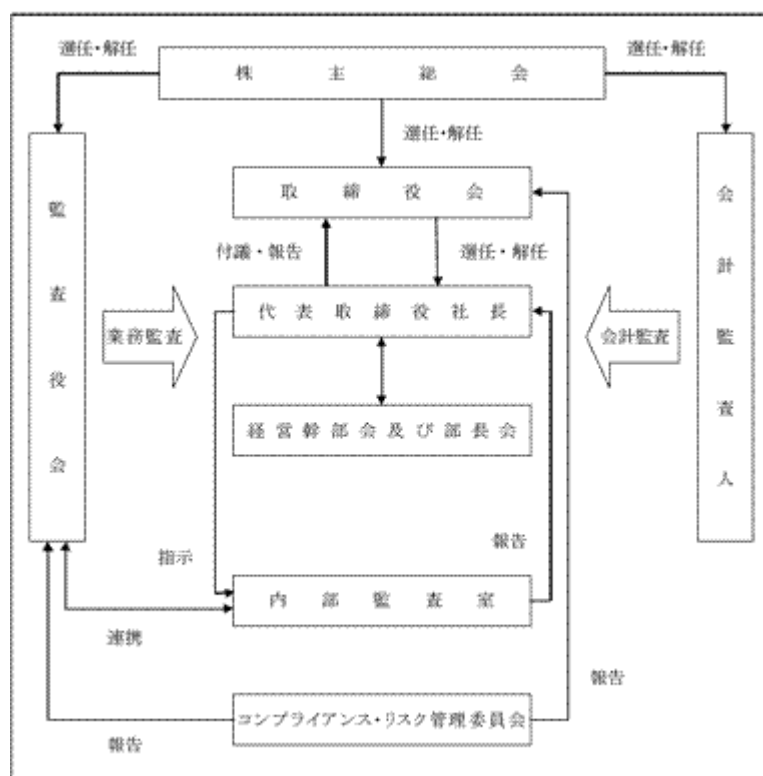 選任・解任
選任・解任
株主総会
選任・解任
取締役会
監査役会
会計監査人
付議・報告
選任・解任
代表取締役社長
業務監査
会計監査
経営幹部会及び部長会
指示
報告
内部監査室
連携
報告
コンプライアンス・リスク管理委員会
報告